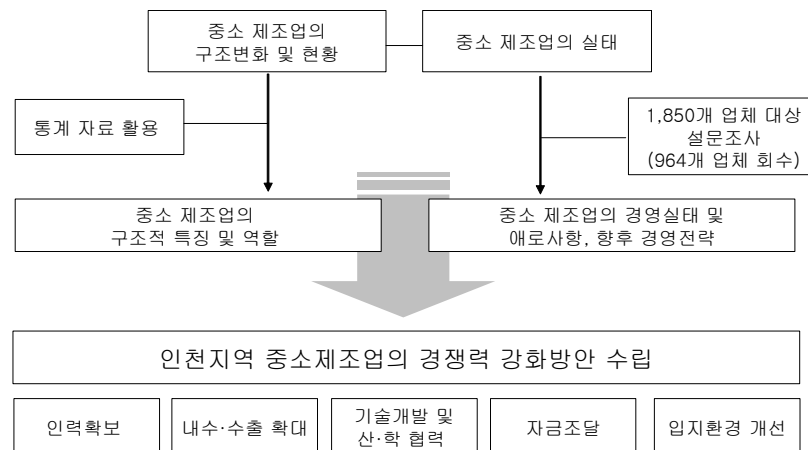 중소 제조업의
구조변화 및 현황
중소 제조업의 실태
통계 자료 활용
1,850개 업체 대상
설문조사
(964개 업체 회수)
중소 제조업의
구조적 특징 및 역할
중소 제조업의 경영실태 및
애로사항, 향후 경영전략
인천지역 중소제조업의 경쟁력 강화방안 수립
인력확보
내수·수출 확대
기술개발 및
산·학 협력
자금조달
입지환경 개선